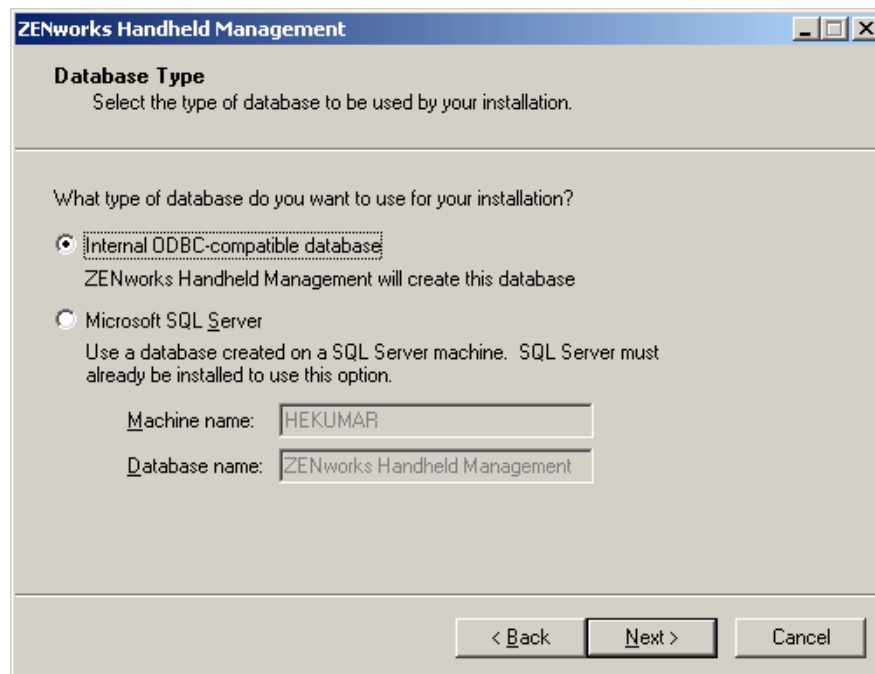 ZENworks Handheld Management
Database Type
Select the type of database to be used by your installation.
What type of database do you want to use for your installation?
Internal ODBC-compatible database
ZENworks Handheld Management will create this database
Microsoft SQL Server
Use a database created on a SQL Server machine.  SQL Server must
already be installed to use this option.
Machine name: HEKUMAR
Database name: ZENworks Handheld Management
< Back Next > Cancel